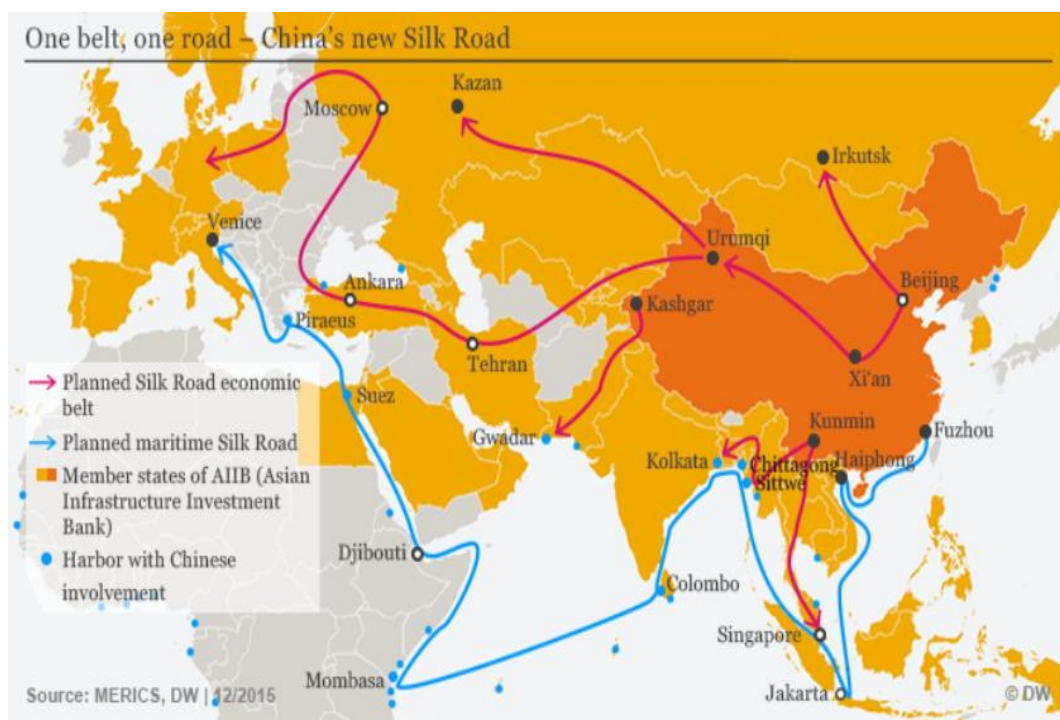 One belt, one road – China's new Silk Road
Kazan
Moscow
Irkutsk
Venice
Urumqi
Ankara
Beijing
Kashgar
Piraeus
Tehran
Xi'an
Planned Silk Road economic
belt
Suez
Planned maritime Silk Road
Gwadar
Kunmin
Fuzhou
Kolkata
Chittagong
Haiphong
Sittwe
Member states of AIIB (Asian
Infrastructure Investment
Bank)
Harbor with Chinese
involvement
Djibouti
Colombo
Singapore
Mombasa
Jakarta
Source: MERICS, DW | 12/2015
© DW